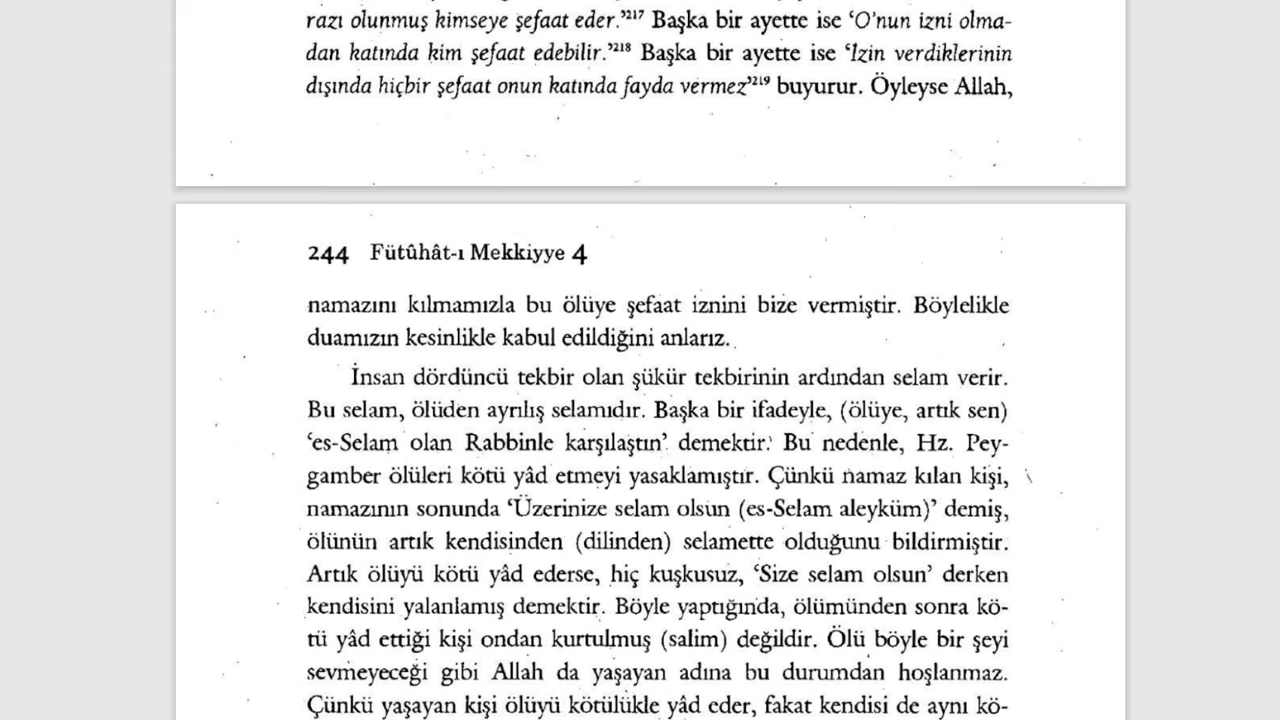 razı olunmuş kimseye şefaat eder.’²¹⁷ Başka bir ayette ise ‘O’nun izni olma-
dan katında kim şefaat edebilir.’²¹⁸ Başka bir ayette ise ‘İzin verdiklerinin
dışında hiçbir şefaat onun katında fayda vermez’²¹⁹ buyurur. Öyleyse Allah,
244 Fütûhât-ı Mekkiyye 4
namazını kılmamızla bu ölüye şefaat iznini bize vermiştir. Böylelikle
duamızın kesinlikle kabul edildiğini anlarız.
İnsan dördüncü tekbir olan şükür tekbirinin ardından selam verir.
Bu selam, ölüden ayrılış selamıdır. Başka bir ifadeyle, (ölüye, artık sen)
‘es-Selam olan Rabbinle karşılaştın’ demektir. Bu nedenle, Hz. Pey-
gamber ölüleri kötü yâd etmeyi yasaklamıştır. Çünkü namaz kılan kişi,
namazının sonunda ‘Üzerinize selam olsun (es-Selam aleyküm)’ demiş,
ölünün artık kendisinden (dilinden) selamette olduğunu bildirmiştir.
Artık ölüyü kötü yâd ederse, hiç kuşkusuz, ‘Size selam olsun’ derken
kendisini yalanlamış demektir. Böyle yaptığında, ölümünden sonra kö-
tü yâd ettiği kişi ondan kurtulmuş (salim) değildir. Ölü böyle bir şeyi
sevmeyeceği gibi Allah da yaşayan adına bu durumdan hoşlanmaz.
Çünkü yaşayan kişi ölüyü kötülükle yâd eder, fakat kendisi de aynı kö-